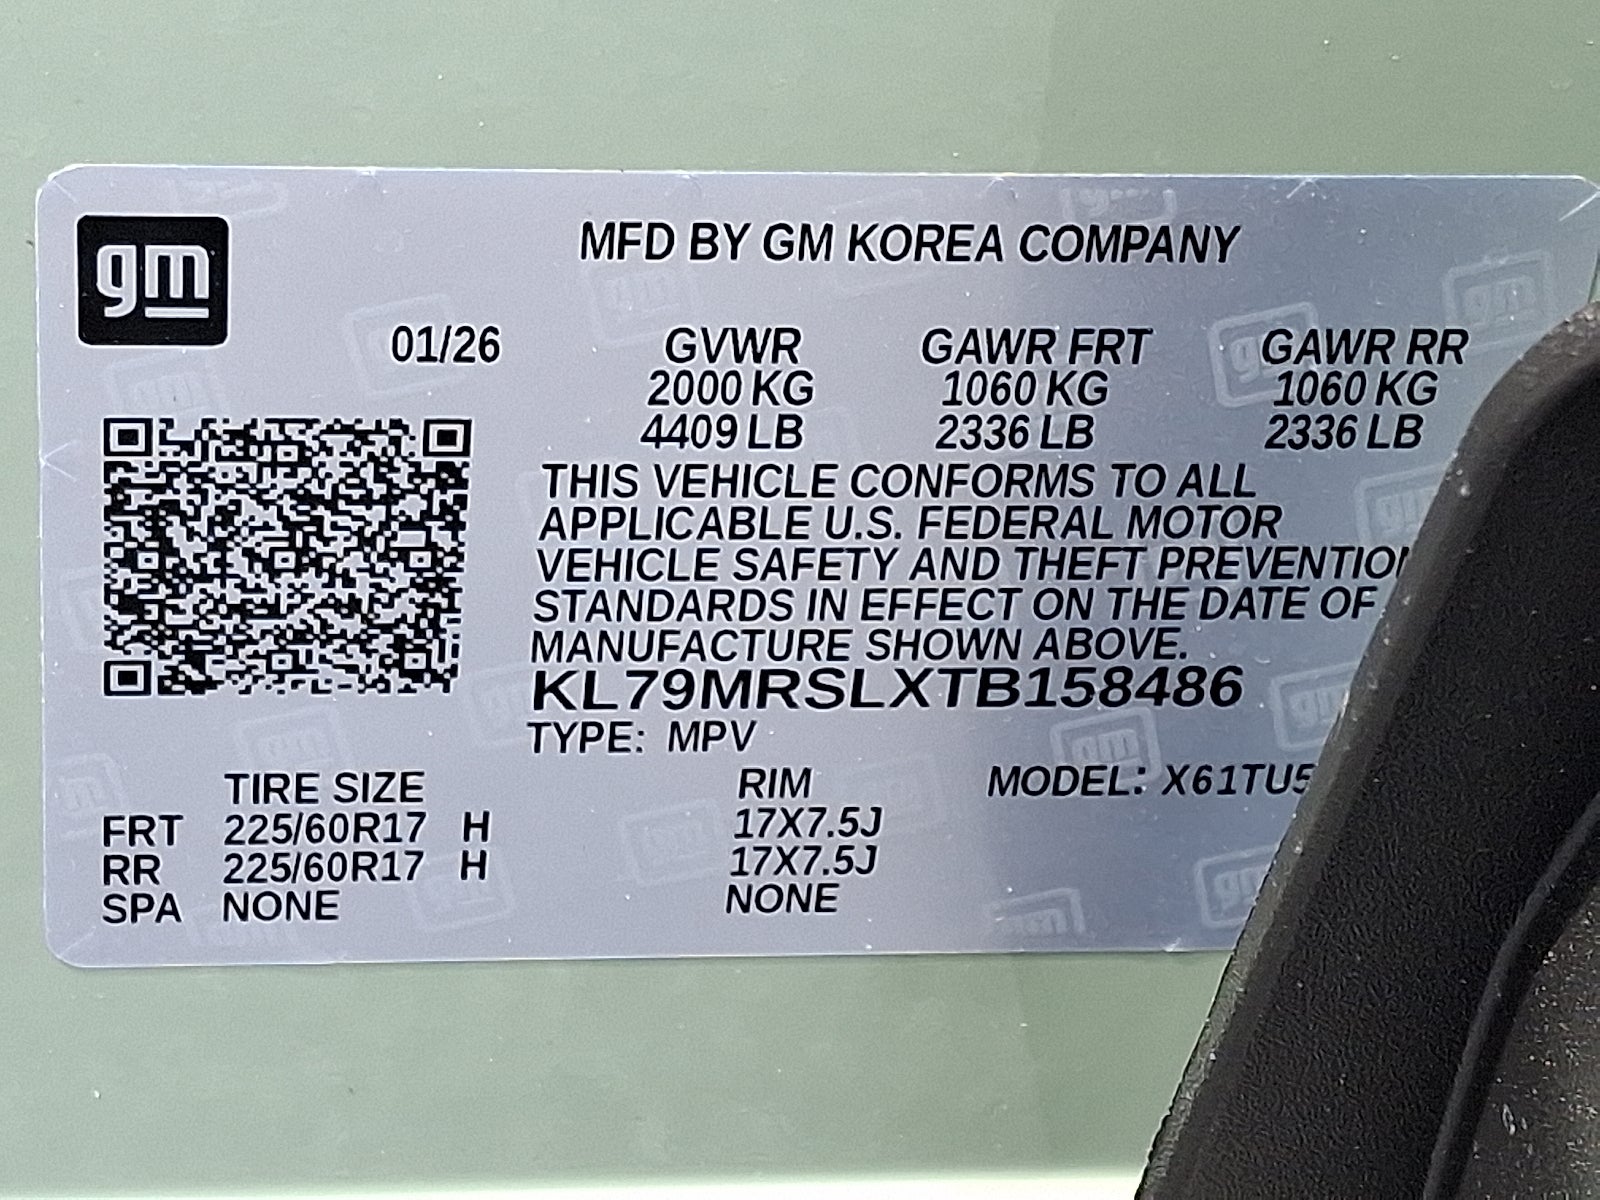 gm
MFD BY GM KOREA COMPANY
01/26 GVWR GAWR FRT GAWR RR
2000 KG 1060 KG 1060 KG
4409 LB 2336 LB 2336 LB
THIS VEHICLE CONFORMS TO ALL
APPLICABLE U.S. FEDERAL MOTOR
VEHICLE SAFETY AND THEFT PREVENTION
STANDARDS IN EFFECT ON THE DATE OF
MANUFACTURE SHOWN ABOVE.
KL79MRSLXTB158486
TYPE: MPV
TIRE SIZE RIM MODEL: X61TU5
FRT 225/60R17 H 17X7.5J
RR 225/60R17 H 17X7.5J
SPA NONE NONE